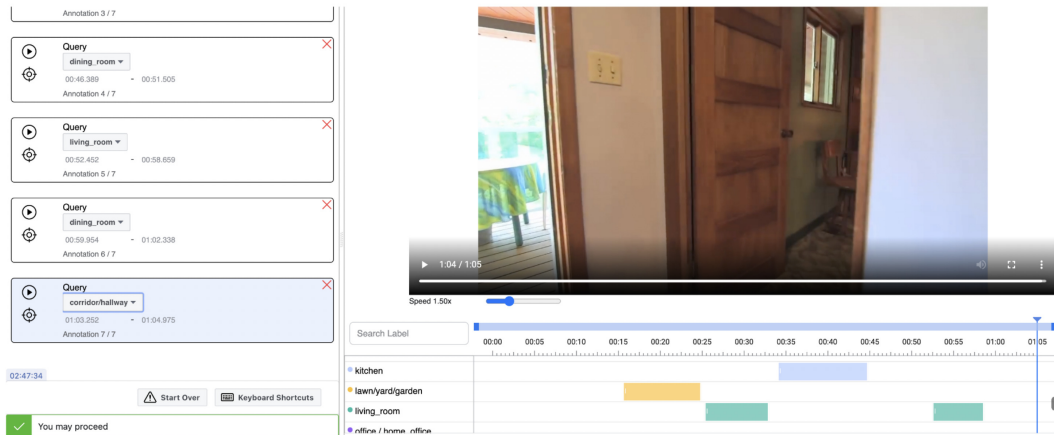 Annotation 3 / 7
Query
dining_room
00:46.389 - 00:51.505
Annotation 4 / 7
Query
living_room
00:52.452 - 00:58.659
Annotation 5 / 7
Query
dining_room
00:59.954 - 01:02.338
Annotation 6 / 7
Query
corridor/hallway
01:03.252 - 01:04.975
Annotation 7 / 7
02:47:34
Start Over
Keyboard Shortcuts
You may proceed
1:04 / 1:05
Speed 1.50x
Search Label
00:00 00:05 00:10 00:15 00:20 00:25 00:30 00:35 00:40 00:45 00:50 00:55 01:00 01:05
kitchen
lawn/yard/garden
living_room
office / home_office